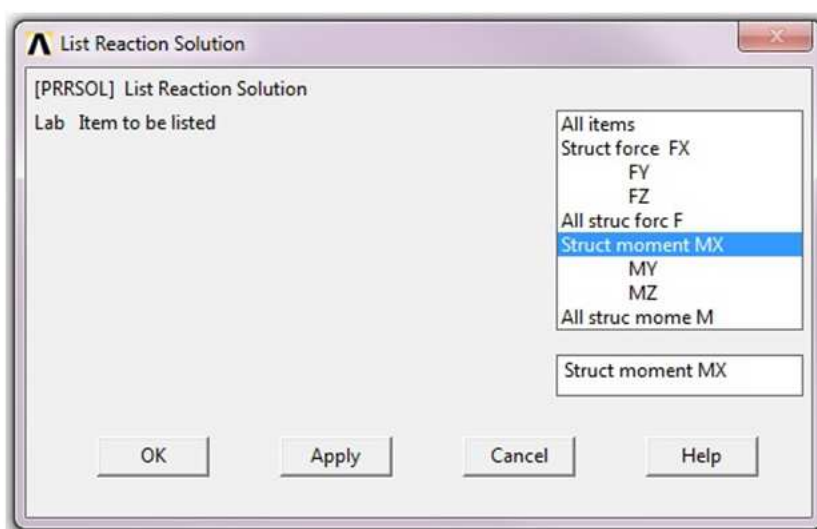 List Reaction Solution
[PRRSOL] List Reaction Solution
Lab Item to be listed
All items
Struct force FX
FY
FZ
All struc forc F
Struct moment MX
MY
MZ
All struc mome M
Struct moment MX
OK Apply Cancel Help